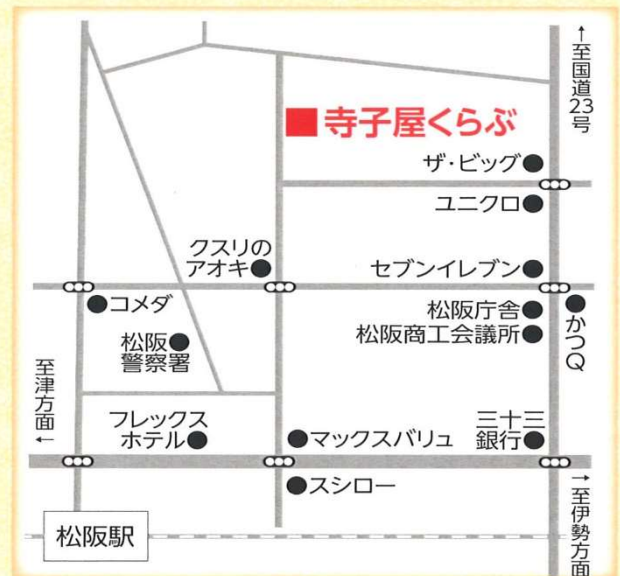 ↑至国道23号
■寺子屋くらぶ
ザ・ビッグ●
ユニクロ●
クスリの
アオキ●
セブンイレブン●
●コメダ
松阪庁舎●
松阪商工会議所●
●かつQ
松阪●
警察署
至津方面←
フレックス
ホテル●
●マックスバリュ
三十三
銀行●
●スシロー
→至伊勢方面
松阪駅